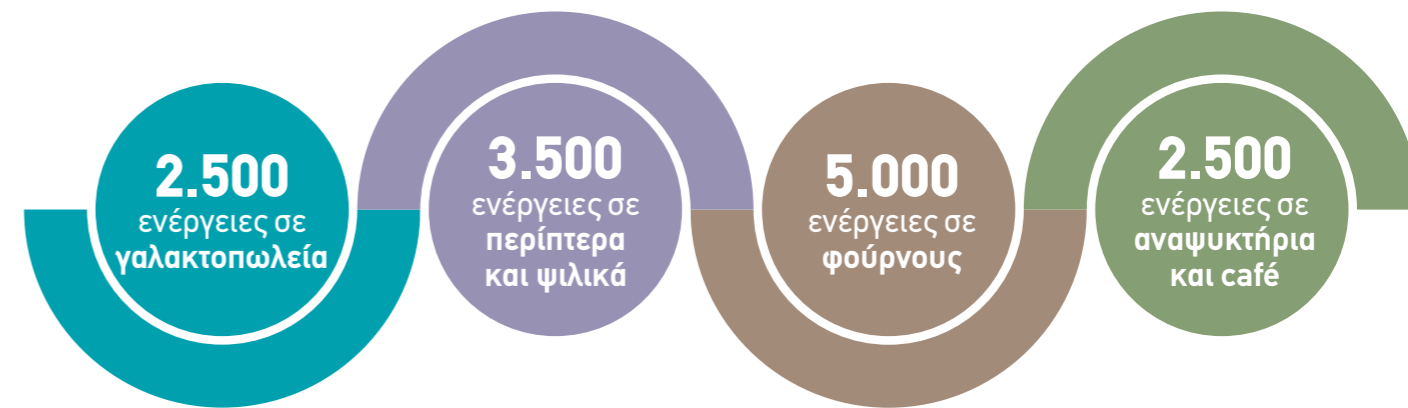 2.500
ενέργειες σε
γαλακτοπωλεία
3.500
ενέργειες σε
περίπτερα
και ψιλικά
5.000
ενέργειες σε
φούρνους
2.500
ενέργειες σε
αναψυκτήρια
και café